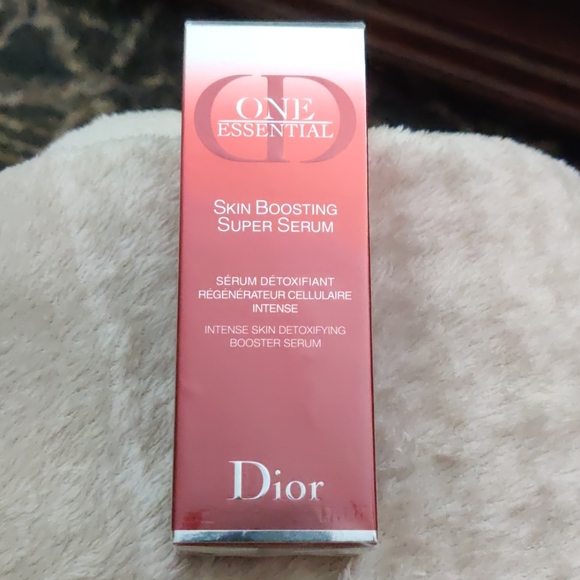 ONE
ESSENTIAL
SKIN BOOSTING
SUPER SERUM
SÉRUM DÉTOXIFIANT
RÉGÉNÉRATEUR CELLULAIRE
INTENSE
INTENSE SKIN DETOXIFYING
BOOSTER SERUM
Dior